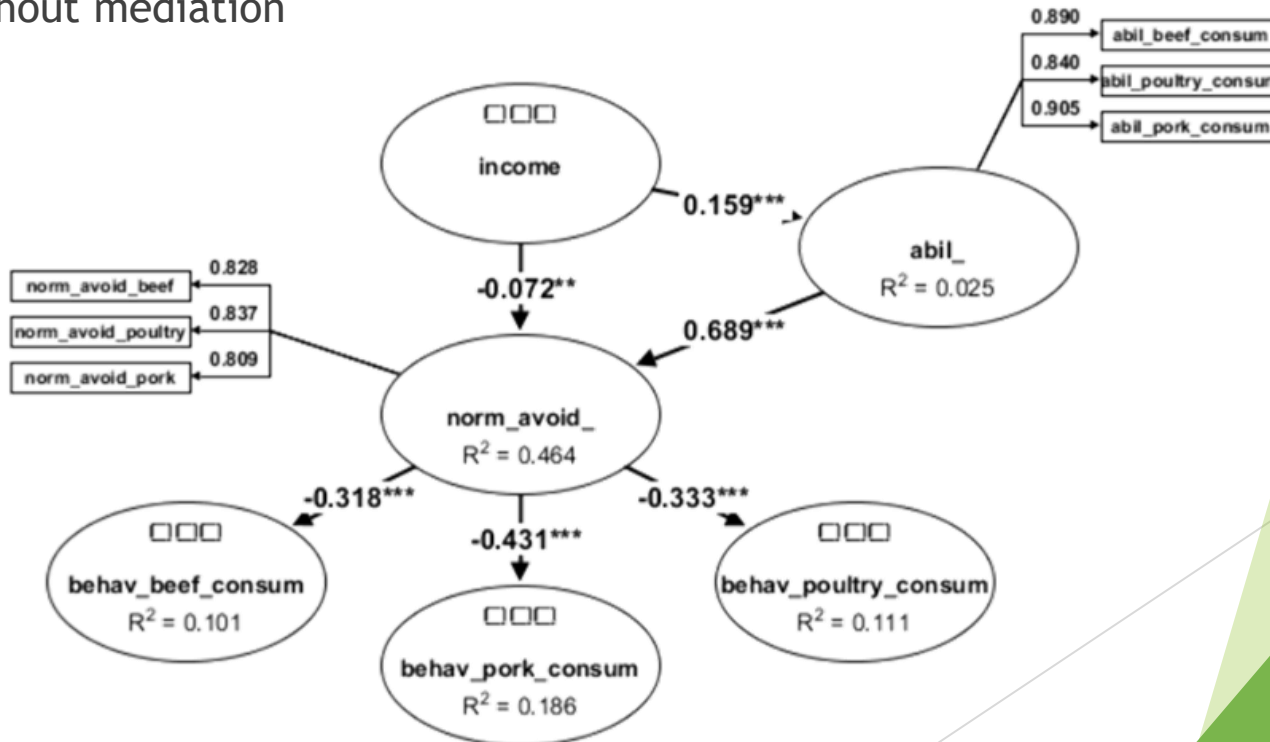 hout mediation
0.890
abil_beef_consum
0.840
abil_poultry_consum
0.905
abil_pork_consum
income
0.159***
abil_
R² = 0.025
-0.072**
0.828
norm_avoid_beef
0.837
norm_avoid_poultry
0.809
norm_avoid_pork
0.689***
norm_avoid_
R² = 0.464
-0.318***
-0.333***
-0.431***
behav_beef_consum
R² = 0.101
behav_poultry_consum
R² = 0.111
behav_pork_consum
R² = 0.186